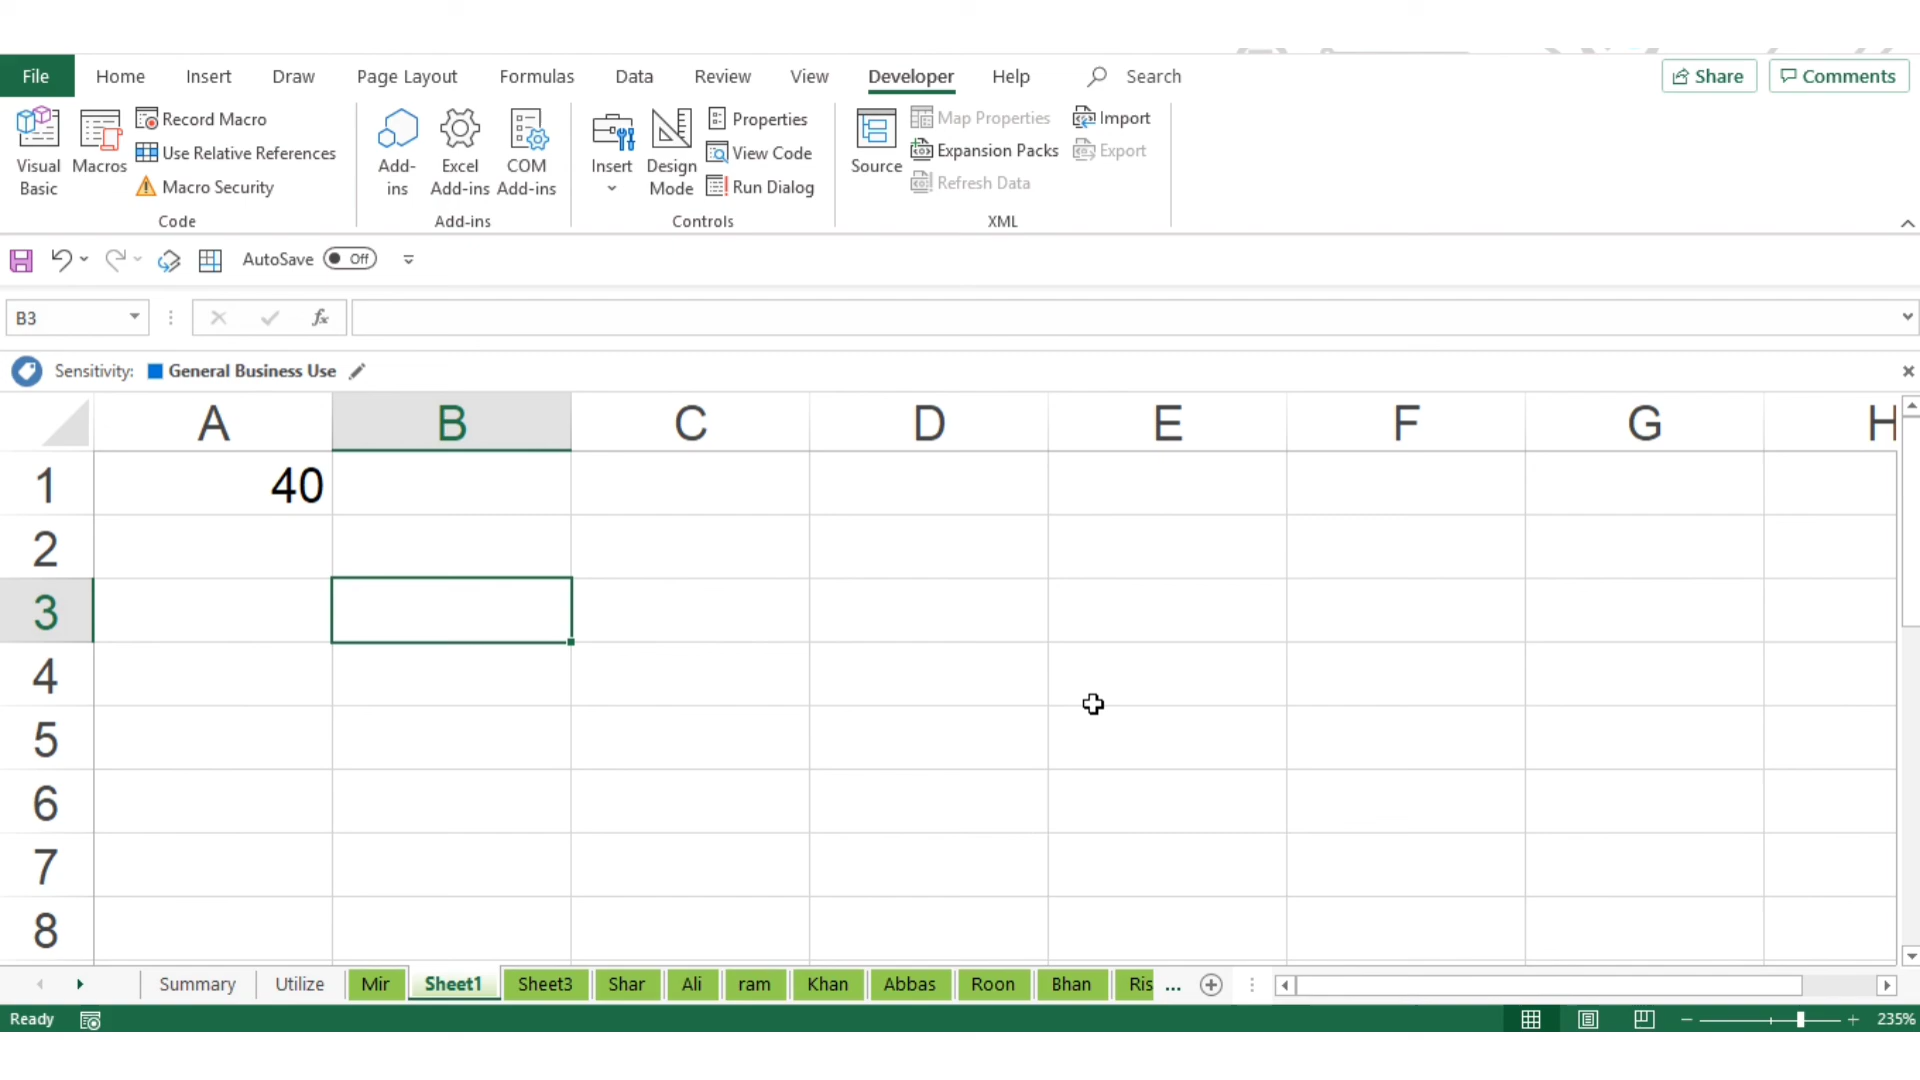 File Home Insert Draw Page Layout Formulas Data Review View Developer Help Search Share Comments
Visual Basic
Macros
Record Macro
Use Relative References
Macro Security
Code
Add-ins
Excel Add-ins
COM Add-ins
Add-ins
Insert
Design Mode
Properties
View Code
Run Dialog
Controls
Source
Map Properties
Expansion Packs
Refresh Data
Import
Export
XML
AutoSave Off
B3 fx
Sensitivity: General Business Use
A B C D E F G H
1 40
2
3
4
5
6
7
8
Summary Utilize Mir Sheet1 Sheet3 Shar Ali ram Khan Abbas Roon Bhan Ris ...
Ready 235%